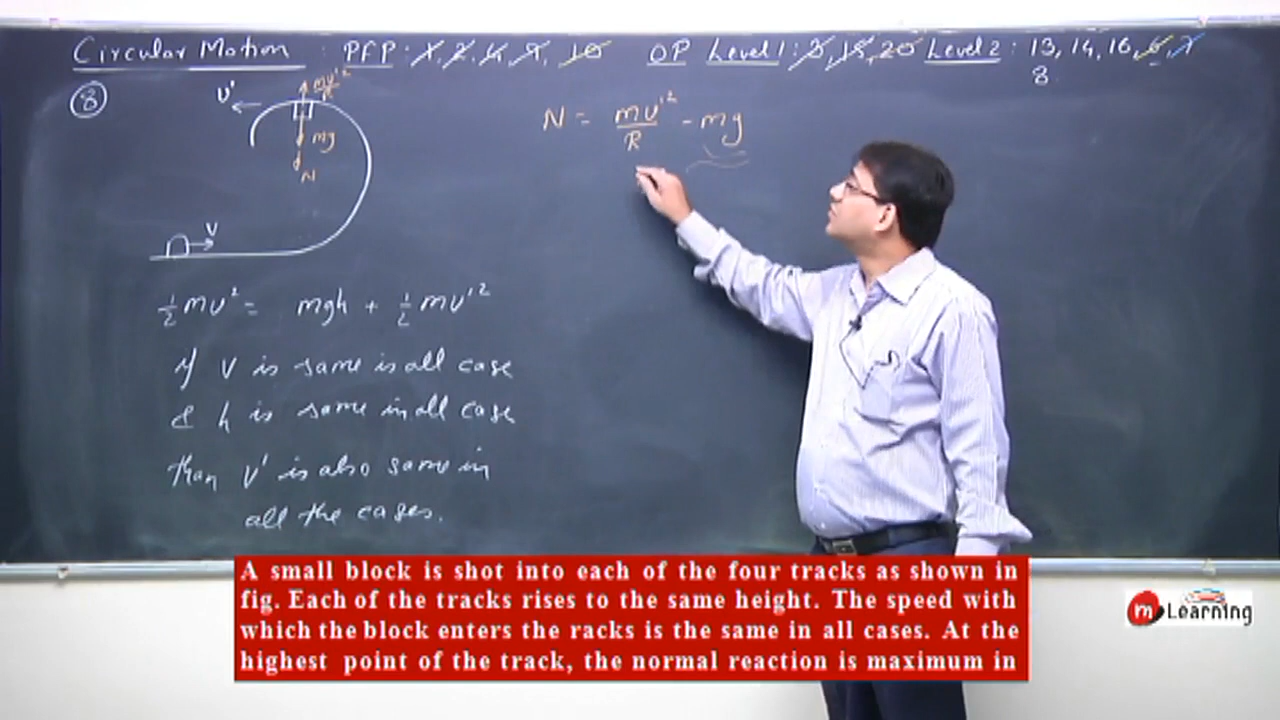 Circular Motion : PFP : 1, 2, 4, 9, 10 OP Level 1 : 3, 15, 20 Level 2 : 13, 14, 16, 6, 7
8
8
v'
mv'²/R
mg
N
v
N = mv'²/R - mg
½mv² = mgh + ½mv'²
if v is same is all case
& h is same in all case
than v' is also same in
all the cases.
A small block is shot into each of the four tracks as shown in
fig. Each of the tracks rises to the same height. The speed with
which the block enters the racks is the same in all cases. At the
highest point of the track, the normal reaction is maximum in
m Learning